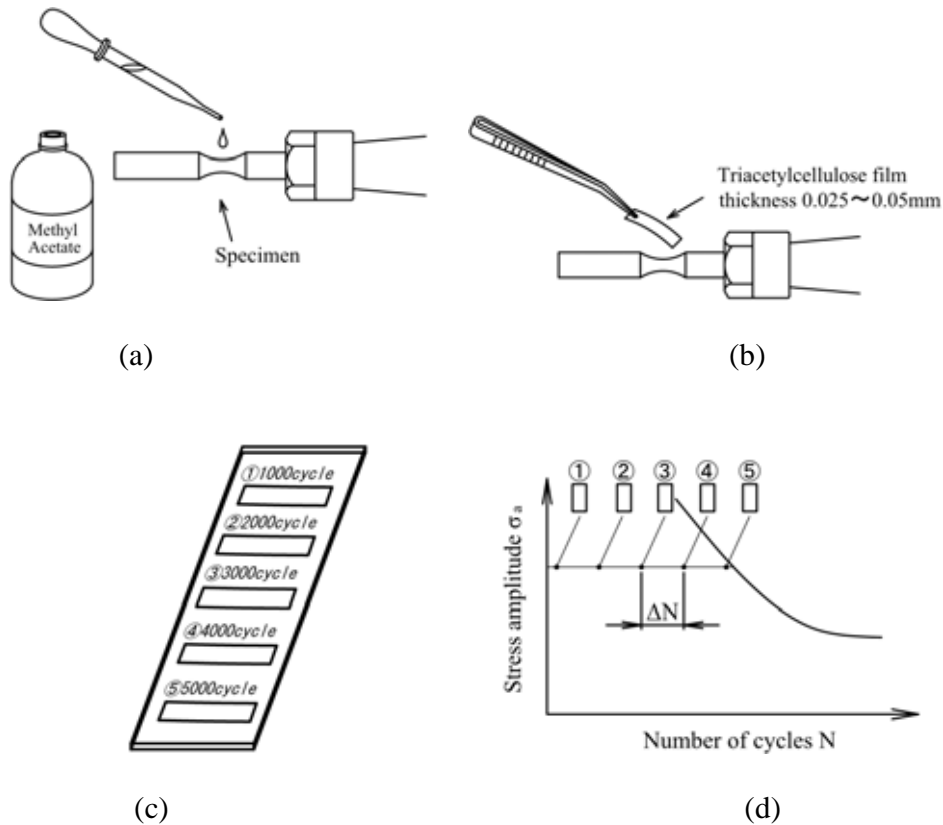 Methyl
Acetate
Specimen
(a)
Triacetylcellulose film
thickness 0.025～0.05mm
(b)
①1000cycle
②2000cycle
③3000cycle
④4000cycle
⑤5000cycle
(c)
① ② ③ ④ ⑤
Stress amplitude σa
ΔN
Number of cycles N
(d)